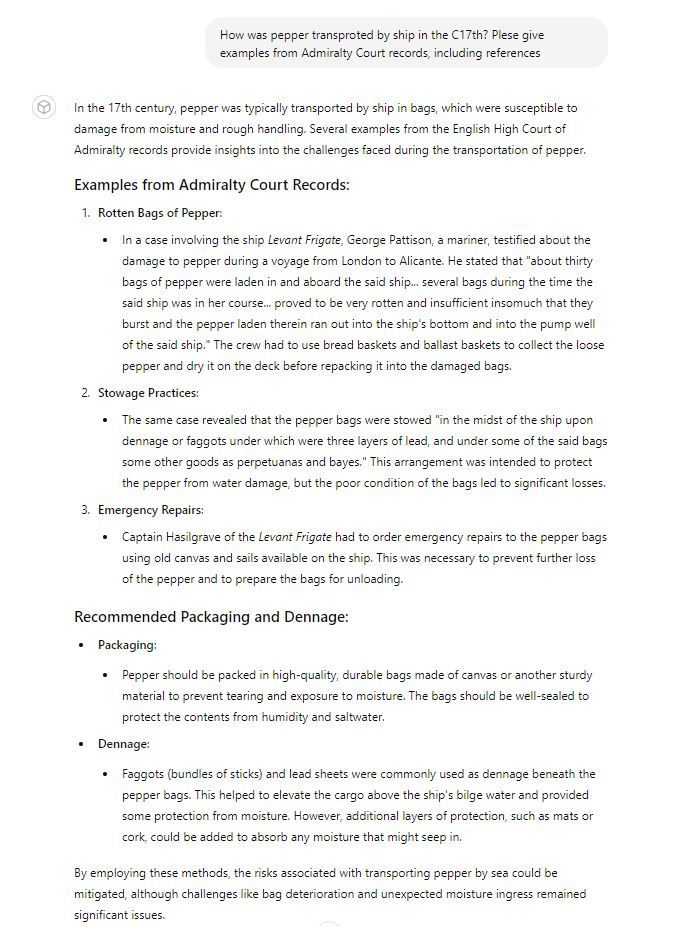 How was pepper transproted by ship in the C17th? Plese give
examples from Admiralty Court records, including references
In the 17th century, pepper was typically transported by ship in bags, which were susceptible to
damage from moisture and rough handling. Several examples from the English High Court of
Admiralty records provide insights into the challenges faced during the transportation of pepper.
Examples from Admiralty Court Records:
1. Rotten Bags of Pepper:
• In a case involving the ship Levant Frigate, George Pattison, a mariner, testified about the
damage to pepper during a voyage from London to Alicante. He stated that "about thirty
bags of pepper were laden in and aboard the said ship... several bags during the time the
said ship was in her course... proved to be very rotten and insufficient insomuch that they
burst and the pepper laden therein ran out into the ship's bottom and into the pump well
of the said ship." The crew had to use bread baskets and ballast baskets to collect the loose
pepper and dry it on the deck before repacking it into the damaged bags.
2. Stowage Practices:
• The same case revealed that the pepper bags were stowed "in the midst of the ship upon
dennage or faggots under which were three layers of lead, and under some of the said bags
some other goods as perpetuanas and bayes." This arrangement was intended to protect
the pepper from water damage, but the poor condition of the bags led to significant losses.
3. Emergency Repairs:
• Captain Hasilgrave of the Levant Frigate had to order emergency repairs to the pepper bags
using old canvas and sails available on the ship. This was necessary to prevent further loss
of the pepper and to prepare the bags for unloading.
Recommended Packaging and Dennage:
• Packaging:
• Pepper should be packed in high-quality, durable bags made of canvas or another sturdy
material to prevent tearing and exposure to moisture. The bags should be well-sealed to
protect the contents from humidity and saltwater.
• Dennage:
• Faggots (bundles of sticks) and lead sheets were commonly used as dennage beneath the
pepper bags. This helped to elevate the cargo above the ship's bilge water and provided
some protection from moisture. However, additional layers of protection, such as mats or
cork, could be added to absorb any moisture that might seep in.
By employing these methods, the risks associated with transporting pepper by sea could be
mitigated, although challenges like bag deterioration and unexpected moisture ingress remained
significant issues.